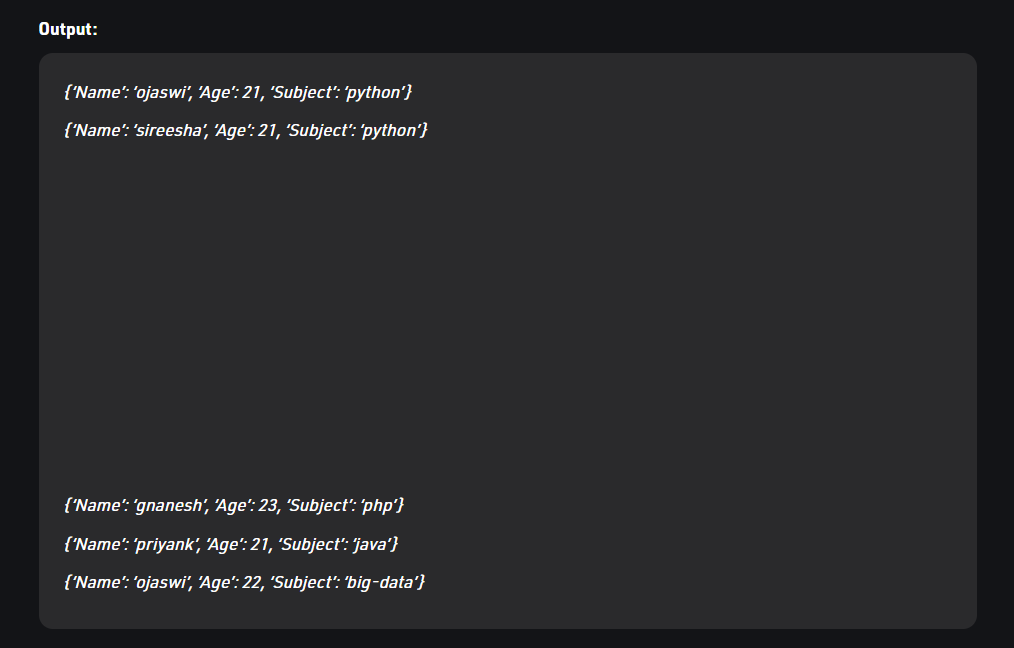 Output:
{‘Name’: ‘ojaswi’, ‘Age’: 21, ‘Subject’: ‘python’}
{‘Name’: ‘sireesha’, ‘Age’: 21, ‘Subject’: ‘python’}
{‘Name’: ‘gnanesh’, ‘Age’: 23, ‘Subject’: ‘php’}
{‘Name’: ‘priyank’, ‘Age’: 21, ‘Subject’: ‘java’}
{‘Name’: ‘ojaswi’, ‘Age’: 22, ‘Subject’: ‘big-data’}